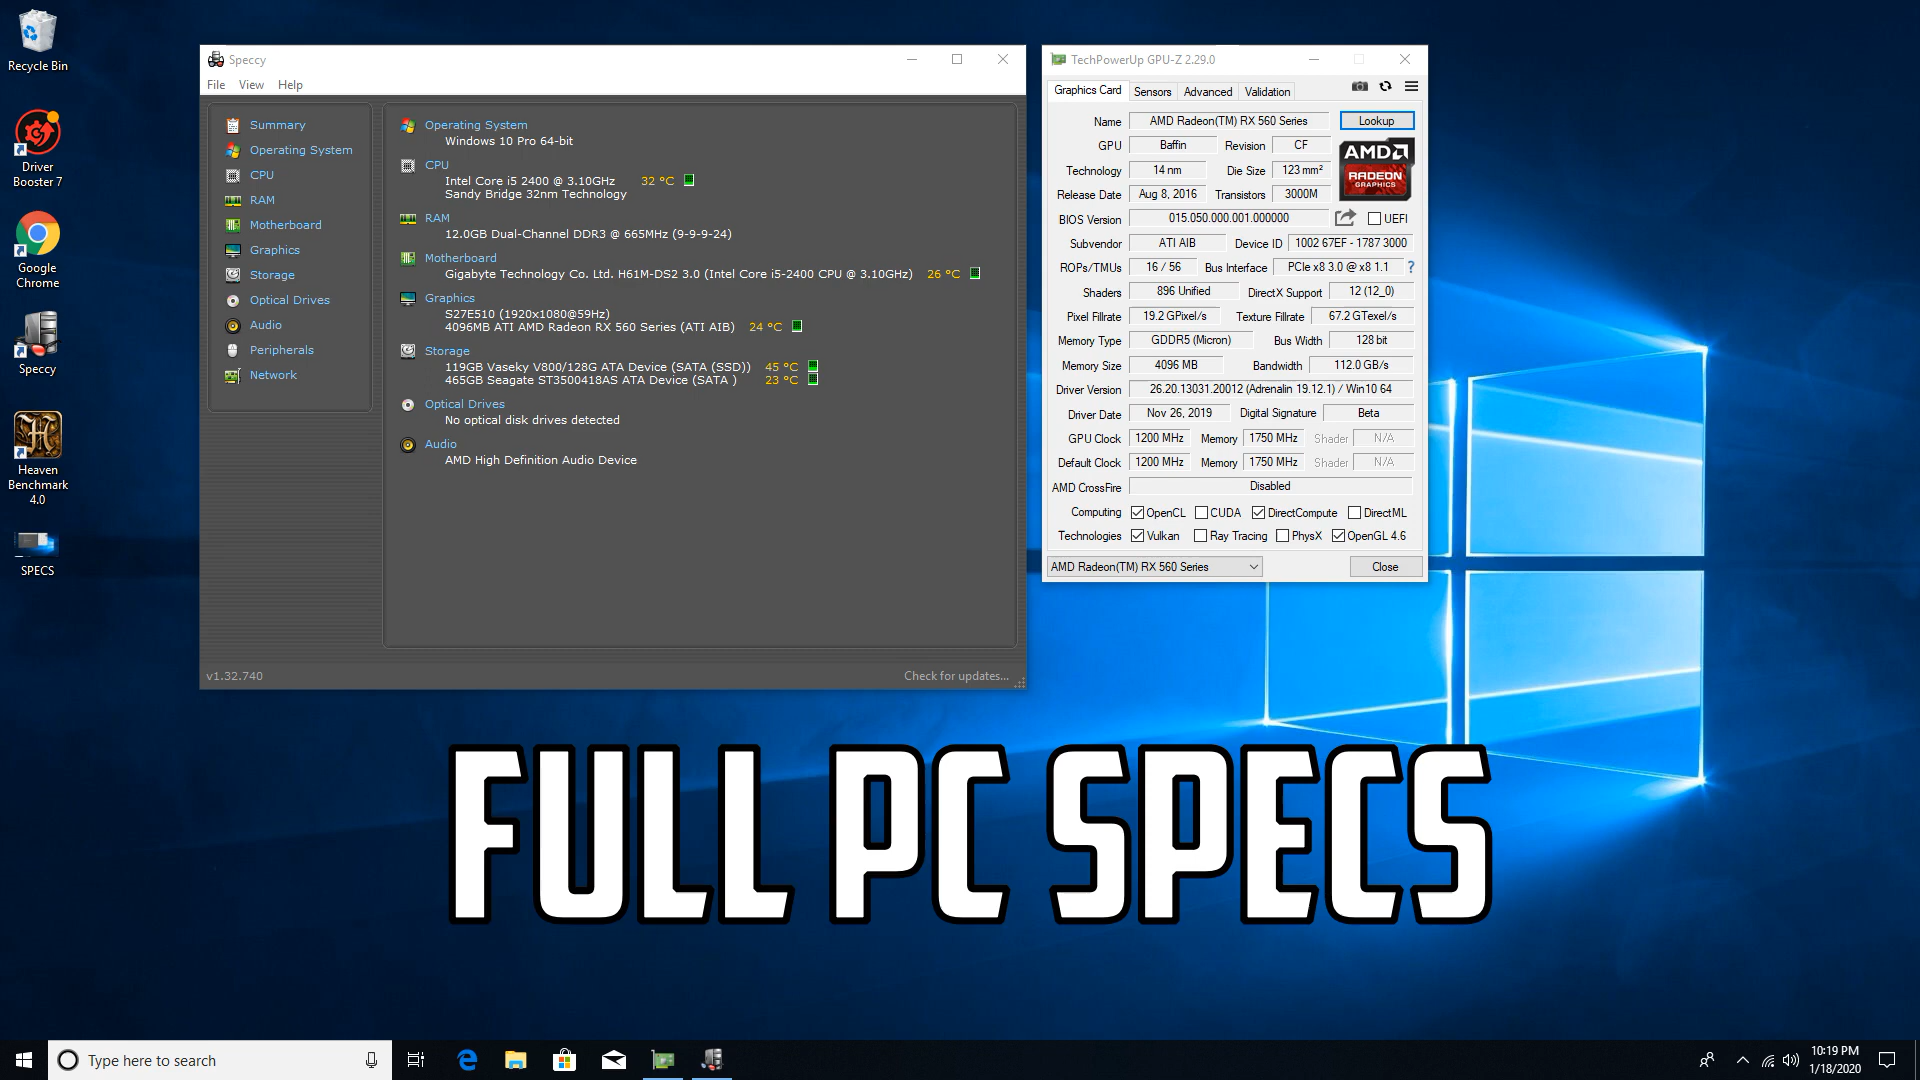 Recycle Bin
Driver
Booster 7
Google
Chrome
Speccy
Heaven
Benchmark
4.0
SPECS
Speccy
File View Help
Summary
Operating System
CPU
RAM
Motherboard
Graphics
Storage
Optical Drives
Audio
Peripherals
Network
Operating System
Windows 10 Pro 64-bit
CPU
Intel Core i5 2400 @ 3.10GHz 32 °C
Sandy Bridge 32nm Technology
RAM
12.0GB Dual-Channel DDR3 @ 665MHz (9-9-9-24)
Motherboard
Gigabyte Technology Co. Ltd. H61M-DS2 3.0 (Intel Core i5-2400 CPU @ 3.10GHz) 26 °C
Graphics
S27E510 (1920x1080@59Hz)
4096MB ATI AMD Radeon RX 560 Series (ATI AIB) 24 °C
Storage
119GB Vaseky V800/128G ATA Device (SATA (SSD)) 45 °C
465GB Seagate ST3500418AS ATA Device (SATA ) 23 °C
Optical Drives
No optical disk drives detected
Audio
AMD High Definition Audio Device
v1.32.740
Check for updates...
TechPowerUp GPU-Z 2.29.0
Graphics Card Sensors Advanced Validation
Name AMD Radeon(TM) RX 560 Series Lookup
GPU Baffin Revision CF
AMD
RADEON
GRAPHICS
Technology 14 nm Die Size 123 mm²
Release Date Aug 8, 2016 Transistors 3000M
BIOS Version 015.050.000.001.000000 UEFI
Subvendor ATI AIB Device ID 1002 67EF - 1787 3000
ROPs/TMUs 16 / 56 Bus Interface PCIe x8 3.0 @ x8 1.1 ?
Shaders 896 Unified DirectX Support 12 (12_0)
Pixel Fillrate 19.2 GPixel/s Texture Fillrate 67.2 GTexel/s
Memory Type GDDR5 (Micron) Bus Width 128 bit
Memory Size 4096 MB Bandwidth 112.0 GB/s
Driver Version 26.20.13031.20012 (Adrenalin 19.12.1) / Win10 64
Driver Date Nov 26, 2019 Digital Signature Beta
GPU Clock 1200 MHz Memory 1750 MHz Shader N/A
Default Clock 1200 MHz Memory 1750 MHz Shader N/A
AMD CrossFire Disabled
Computing OpenCL CUDA DirectCompute DirectML
Technologies Vulkan Ray Tracing PhysX OpenGL 4.6
AMD Radeon(TM) RX 560 Series Close
FULL PC SPECS
Type here to search
10:19 PM
1/18/2020